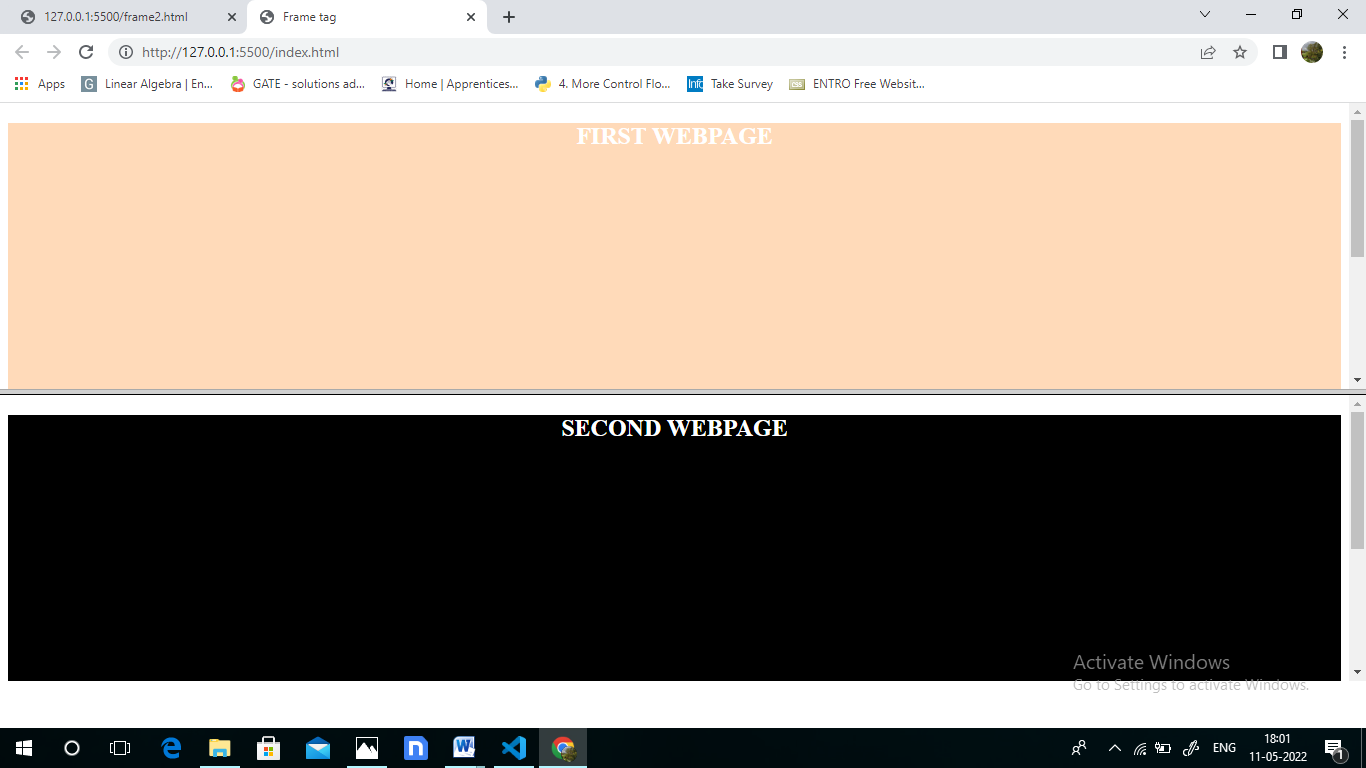 127.0.0.1:5500/frame2.html
Frame tag
http://127.0.0.1:5500/index.html
Apps
G
Linear Algebra | En...
GATE - solutions ad...
Home | Apprentices...
4. More Control Flo...
Info
Take Survey
ENTRO Free Websit...
FIRST WEBPAGE
SECOND WEBPAGE
Activate Windows
Go to Settings to activate Windows.
ENG
18:01
11-05-2022
1